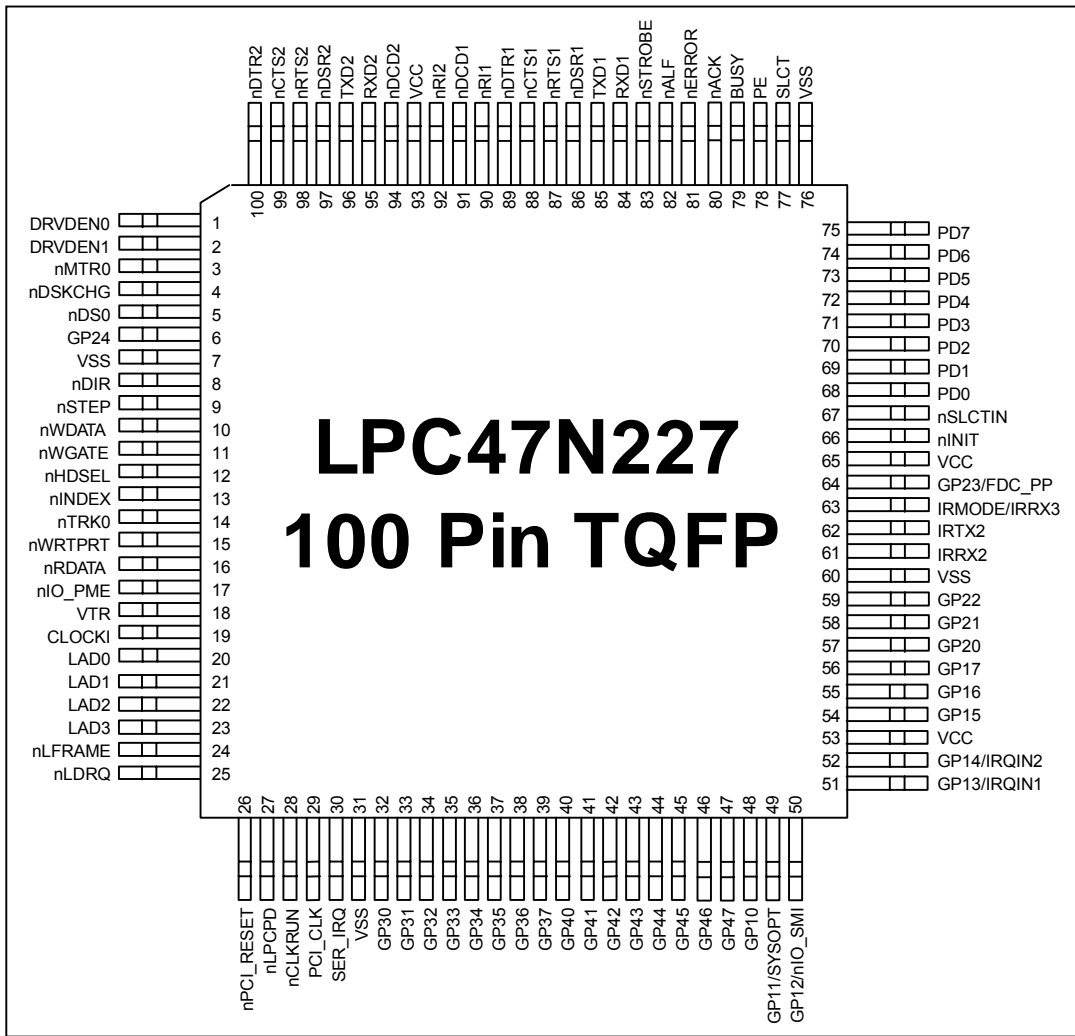 nDTR2
nCTS2
nRTS2
nDSR2
TXD2
RXD2
nDCD2
VCC
nRI2
nDCD1
nRI1
nDTR1
nCTS1
nRTS1
nDSR1
TXD1
RXD1
nSTROBE
nALF
nERROR
nACK
BUSY
PE
SLCT
VSS
100
99
98
97
96
95
94
93
92
91
90
89
88
87
86
85
84
83
82
81
80
79
78
77
76
DRVDEN0 1
DRVDEN1 2
nMTR0 3
nDSKCHG 4
nDS0 5
GP24 6
VSS 7
nDIR 8
nSTEP 9
nWDATA 10
nWGATE 11
nHDSEL 12
nINDEX 13
nTRK0 14
nWRTPRT 15
nRDATA 16
nIO_PME 17
VTR 18
CLOCKI 19
LAD0 20
LAD1 21
LAD2 22
LAD3 23
nLFRAME 24
nLDRQ 25
LPC47N227
100 Pin TQFP
75 PD7
74 PD6
73 PD5
72 PD4
71 PD3
70 PD2
69 PD1
68 PD0
67 nSLCTIN
66 nINIT
65 VCC
64 GP23/FDC_PP
63 IRMODE/IRRX3
62 IRTX2
61 IRRX2
60 VSS
59 GP22
58 GP21
57 GP20
56 GP17
55 GP16
54 GP15
53 VCC
52 GP14/IRQIN2
51 GP13/IRQIN1
26
27
28
29
30
31
32
33
34
35
36
37
38
39
40
41
42
43
44
45
46
47
48
49
50
nPCI_RESET
nLPCPD
nCLKRUN
PCI_CLK
SER_IRQ
VSS
GP30
GP31
GP32
GP33
GP34
GP35
GP36
GP37
GP40
GP41
GP42
GP43
GP44
GP45
GP46
GP47
GP10
GP11/SYSOPT
GP12/nIO_SMI